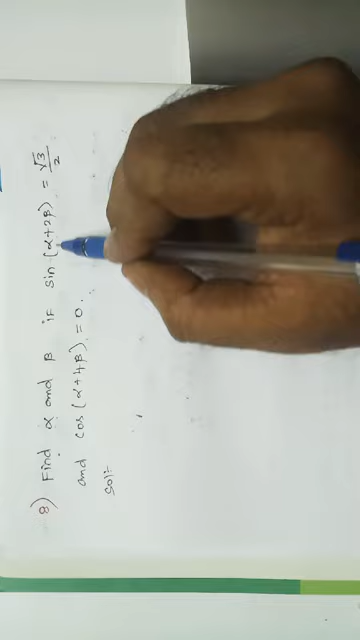 8) Find α and β if sin (α+2β) = √3/2
and cos (α+4β) = 0.
Sol:-